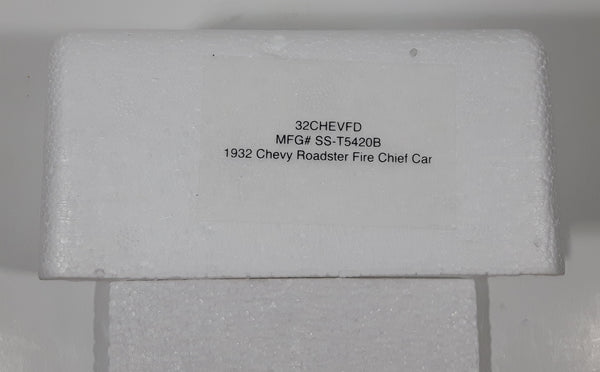 32CHEVFD
MFG# SS-T5420B
1932 Chevy Roadster Fire Chief Car